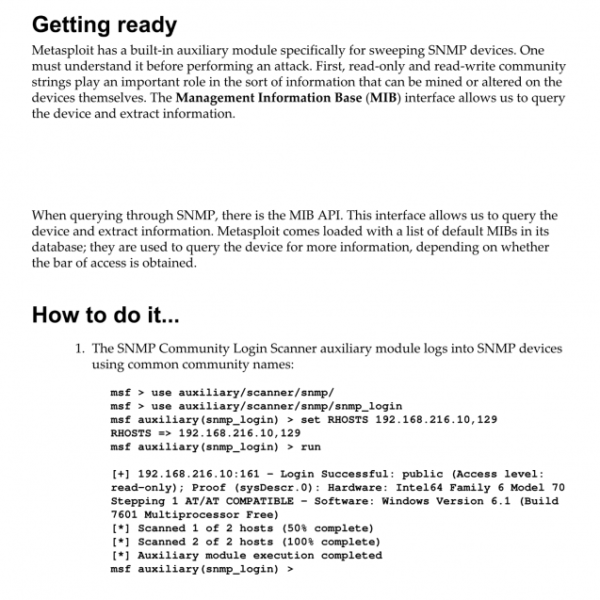 Getting ready
Metasploit has a built-in auxiliary module specifically for sweeping SNMP devices. One
must understand it before performing an attack. First, read-only and read-write community
strings play an important role in the sort of information that can be mined or altered on the
devices themselves. The Management Information Base (MIB) interface allows us to query
the device and extract information.
When querying through SNMP, there is the MIB API. This interface allows us to query the
device and extract information. Metasploit comes loaded with a list of default MIBs in its
database; they are used to query the device for more information, depending on whether
the bar of access is obtained.
How to do it...
1. The SNMP Community Login Scanner auxiliary module logs into SNMP devices
using common community names:
msf > use auxiliary/scanner/snmp/
msf > use auxiliary/scanner/snmp/snmp_login
msf auxiliary(snmp_login) > set RHOSTS 192.168.216.10,129
RHOSTS => 192.168.216.10,129
msf auxiliary(snmp_login) > run
[+] 192.168.216.10:161 - Login Successful: public (Access level:
read-only); Proof (sysDescr.0): Hardware: Intel64 Family 6 Model 70
Stepping 1 AT/AT COMPATIBLE - Software: Windows Version 6.1 (Build
7601 Multiprocessor Free)
[*] Scanned 1 of 2 hosts (50% complete)
[*] Scanned 2 of 2 hosts (100% complete)
[*] Auxiliary module execution completed
msf auxiliary(snmp_login) >